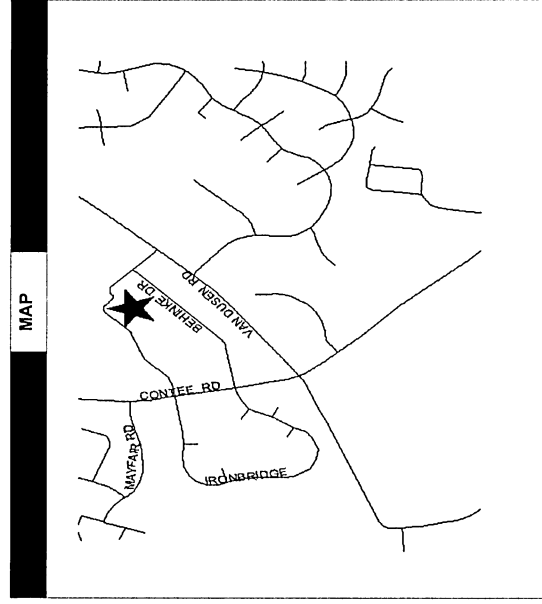 MAP
VAN DUSEN RD
BEHNKE DR
CONTEE RD
MAYFAIR RD
IRONBRIDGE